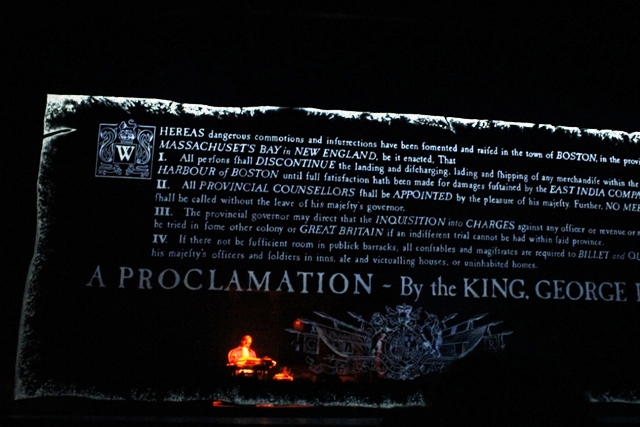 WHEREAS dangerous commotions and infurrections have been fomented and raifed in the town of BOSTON, in the
MASSACHUSET'S BAY in NEW ENGLAND, be it enacted, That
I. All perfons fhall DISCONTINUE the landing and difcharging, lading and fhipping of any merchandife within the
HARBOUR of BOSTON until full fatisfaction hath been made for damages fuftained by the EAST INDIA
II. All PROVINCIAL COUNSELLORS fhall be APPOINTED by the pleafure of his majefty. Further, NO
fhall be called without the leave of his majefty's governor.
III. The provincial governor may direct that the INQUISITION into CHARGES againft any officer or revenue or
be tried in fome other colony or GREAT BRITAIN if an indifferent trial cannot be had within faid province.
IV. If there not be fufficient room in publick barracks, all conftables and magiftrates are required to BILLET and
his majefty's officers and foldiers in inns, ale and victualling houfes, or uninhabited homes.
A PROCLAMATION ~ By the KING, GEORGE